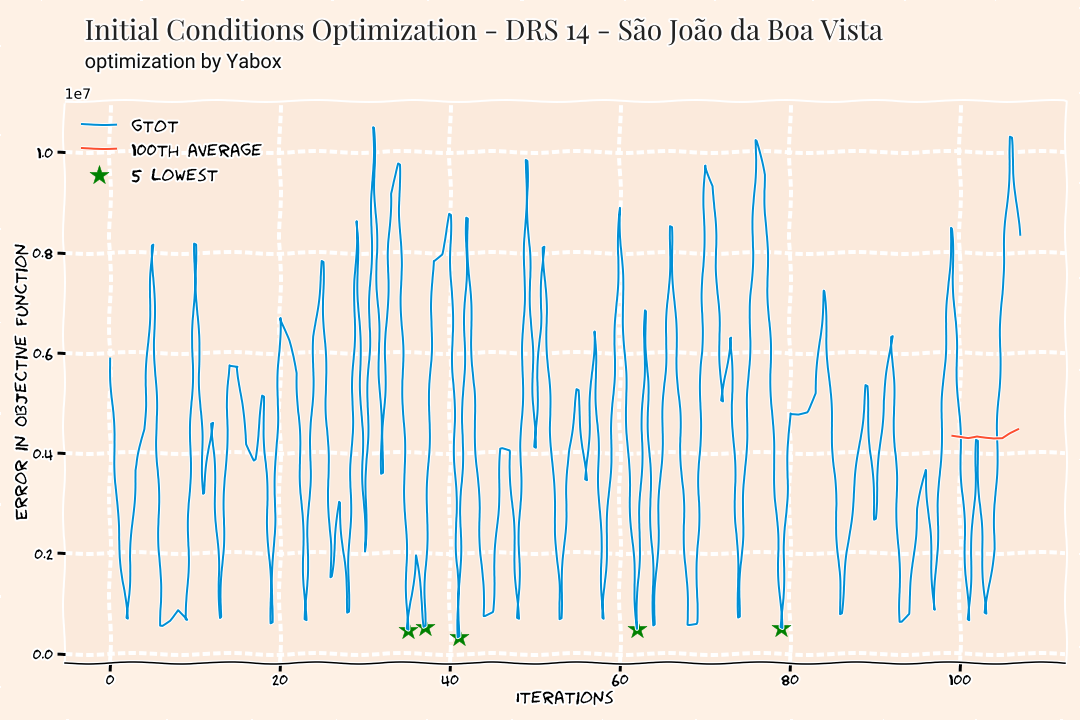 Initial Conditions Optimization - DRS 14 - São João da Boa Vista
optimization by Yabox
1e7
GTOT
100TH AVERAGE
5 LOWEST
1.0
0.8
0.6
0.4
0.2
0.0
ERROR IN OBJECTIVE FUNCTION
0 20 40 60 80 100
ITERATIONS